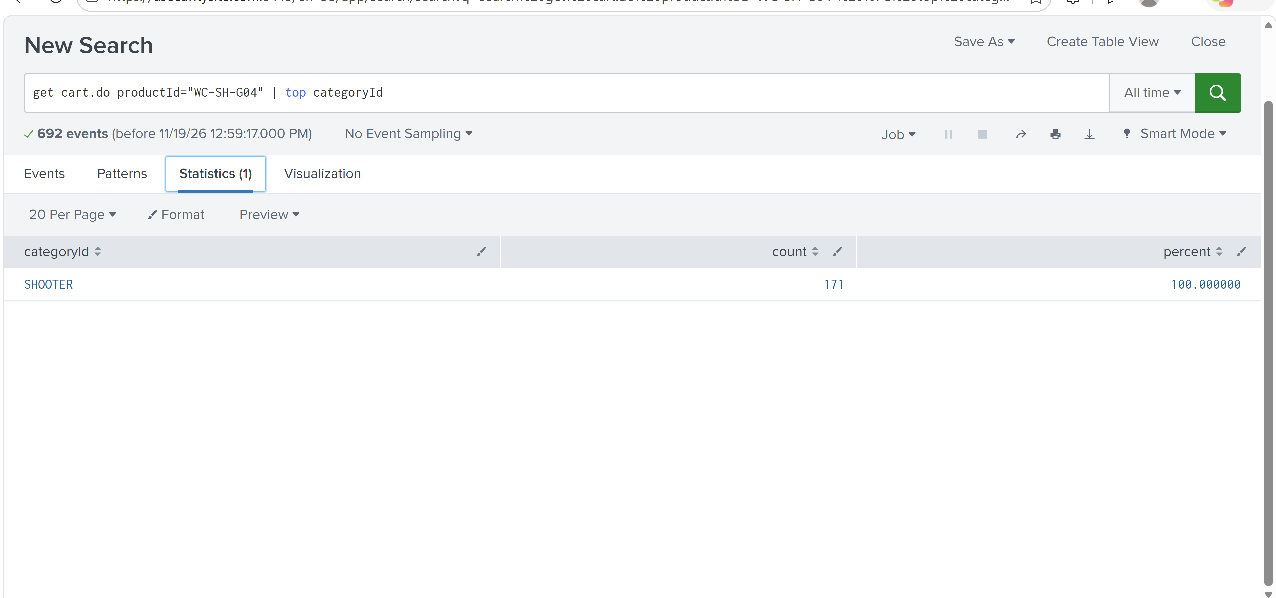 New Search
Save As Create Table View Close
get cart.do productId="WC-SH-G04" | top categoryId
All time
692 events (before 11/19/26 12:59:17.000 PM) No Event Sampling
Job Smart Mode
Events Patterns Statistics (1) Visualization
20 Per Page Format Preview
categoryId count percent
SHOOTER 171 100.000000